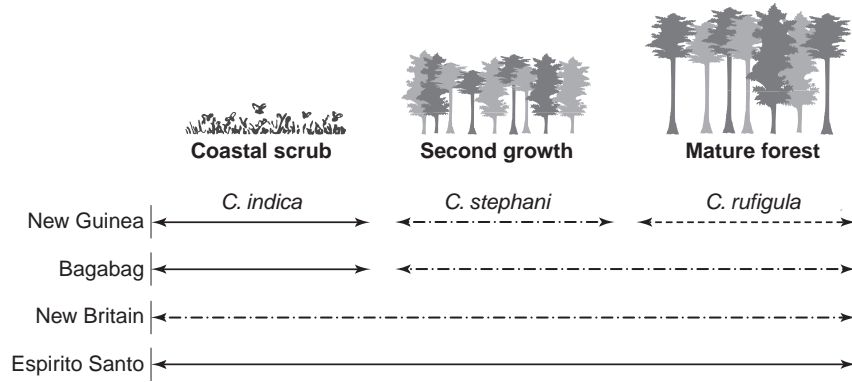 Coastal scrub Second growth Mature forest
C. indica C. stephani C. rufigula
New Guinea
Bagabag
New Britain
Espirito Santo